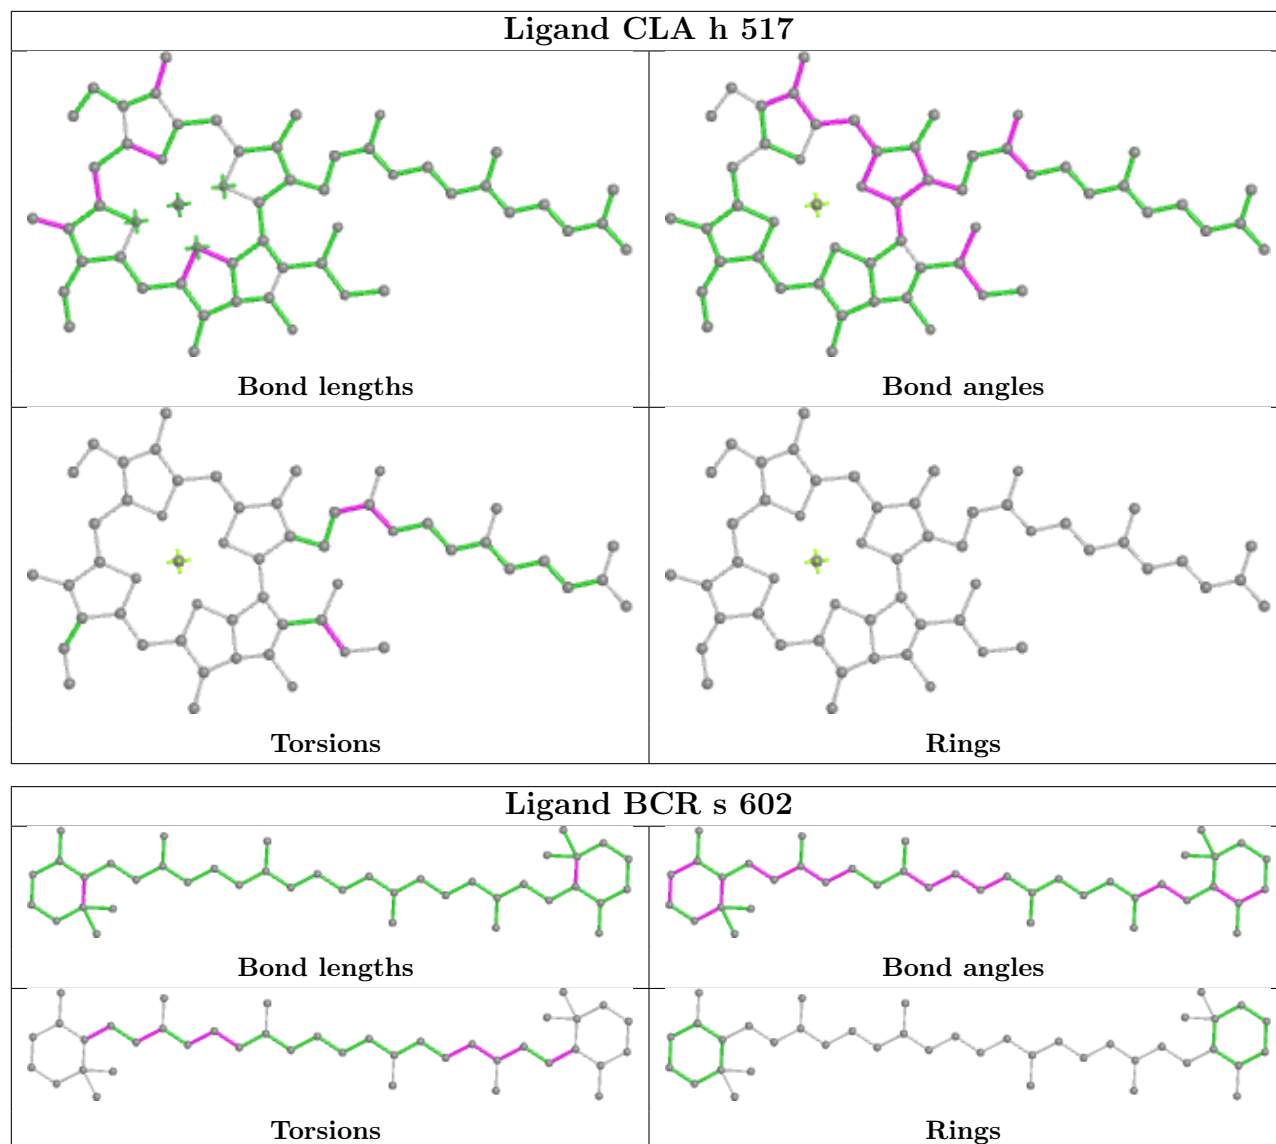 Ligand CLA h 517
Bond lengths
Bond angles
Torsions
Rings
Ligand BCR s 602
Bond lengths
Bond angles
Torsions
Rings